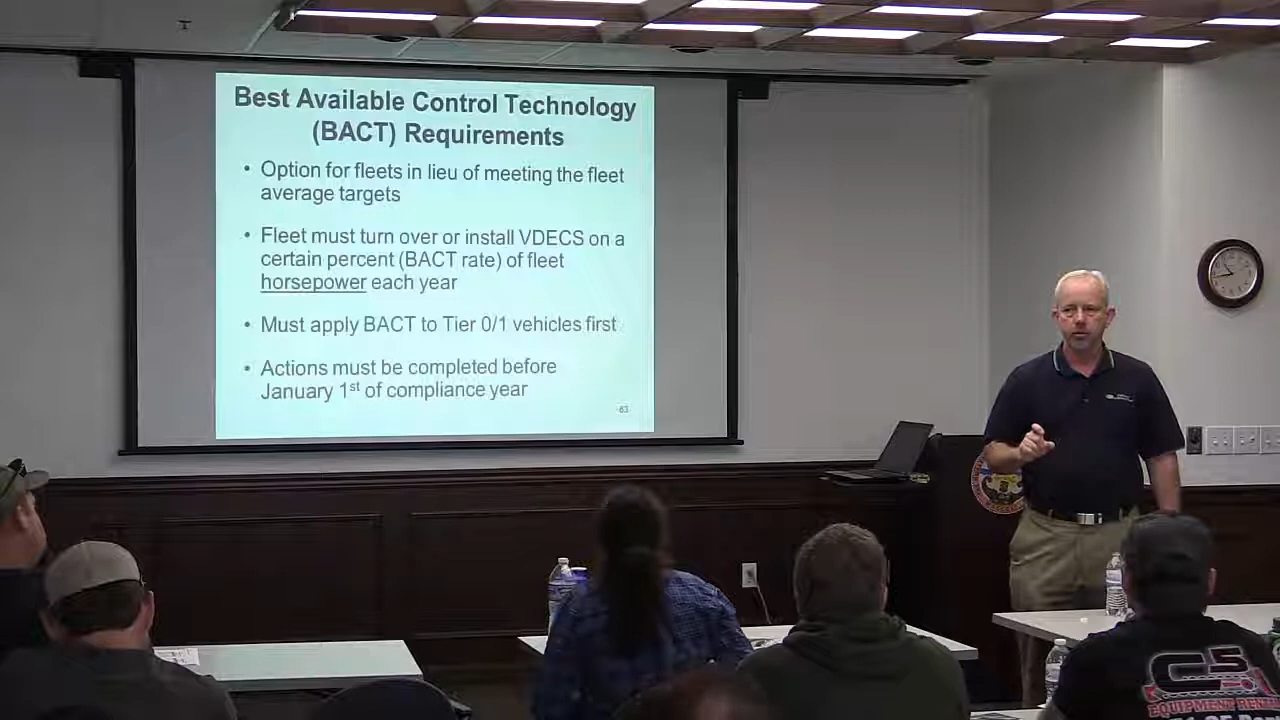 Best Available Control Technology
(BACT) Requirements
• Option for fleets in lieu of meeting the fleet
average targets
• Fleet must turn over or install VDECS on a
certain percent (BACT rate) of fleet
horsepower each year
• Must apply BACT to Tier 0/1 vehicles first
• Actions must be completed before
January 1st of compliance year
63
EQUIPMENT RENTAL